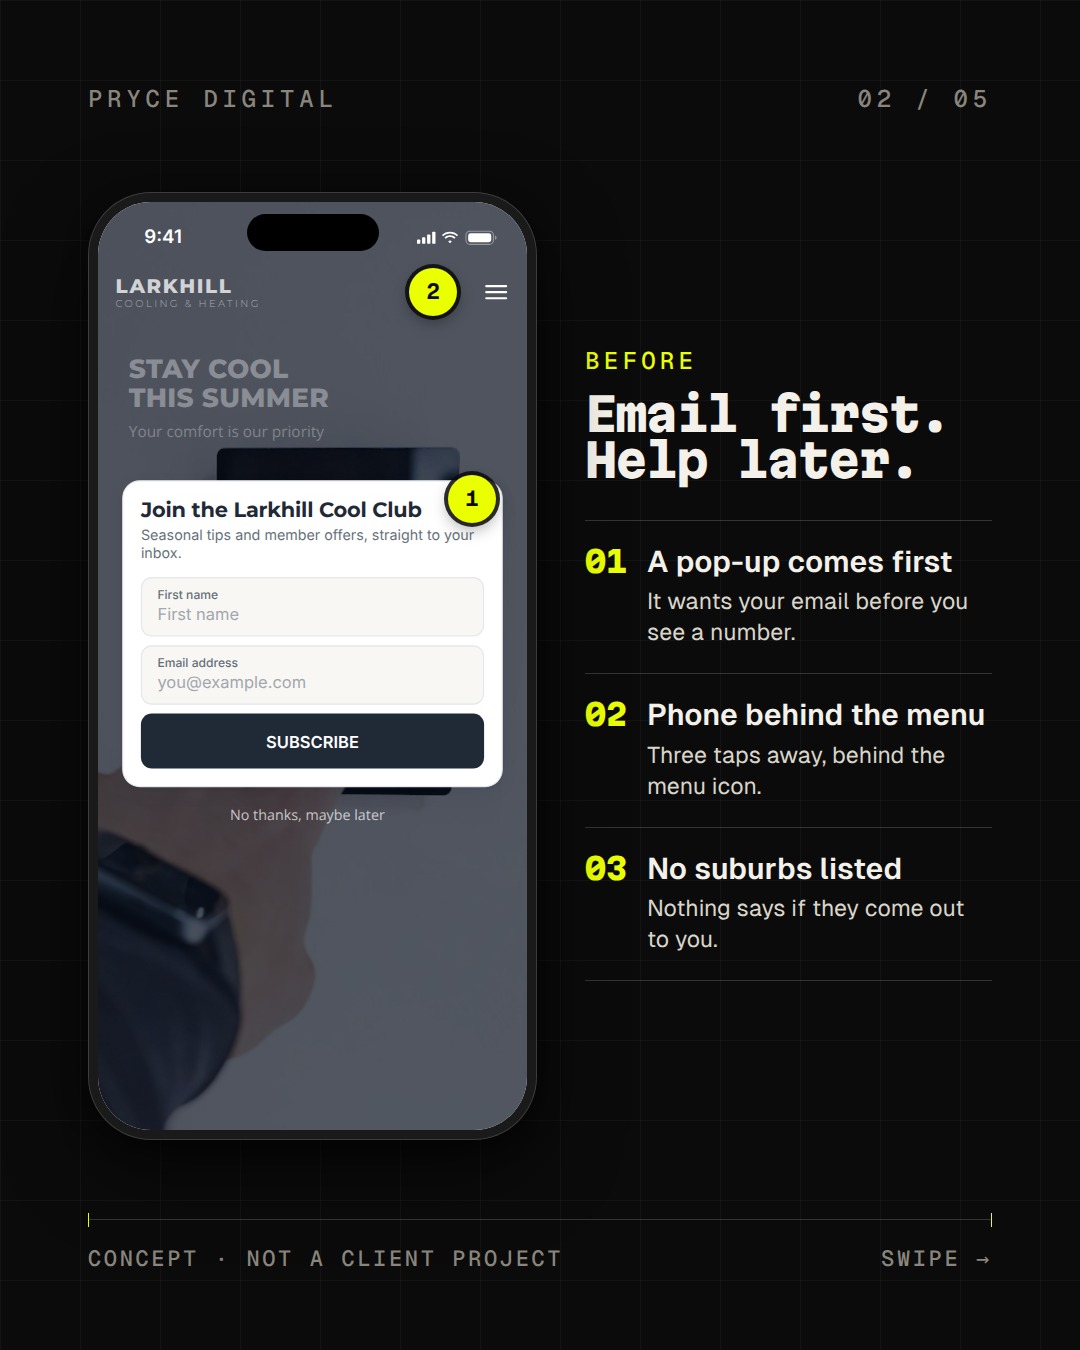 PRYCE DIGITAL
02 / 05
9:41
LARKHILL
COOLING & HEATING
2
STAY COOL
THIS SUMMER
Your comfort is our priority
1
Join the Larkhill Cool Club
Seasonal tips and member offers, straight to your
inbox.
First name
First name
Email address
you@example.com
SUBSCRIBE
No thanks, maybe later
BEFORE
Email first.
Help later.
01 A pop-up comes first
It wants your email before you
see a number.
02 Phone behind the menu
Three taps away, behind the
menu icon.
03 No suburbs listed
Nothing says if they come out
to you.
CONCEPT · NOT A CLIENT PROJECT
SWIPE →